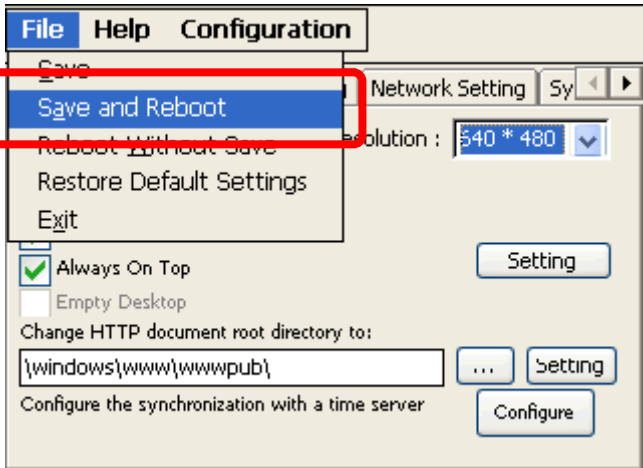 File Help Configuration
Save
Save and Reboot
Reboot Without Save
Restore Default Settings
Exit
Network Setting Sy
esolution : 640 * 480
Always On Top
Setting
Empty Desktop
Change HTTP document root directory to:
\windows\www\wwwpub\ ... Setting
Configure the synchronization with a time server
Configure